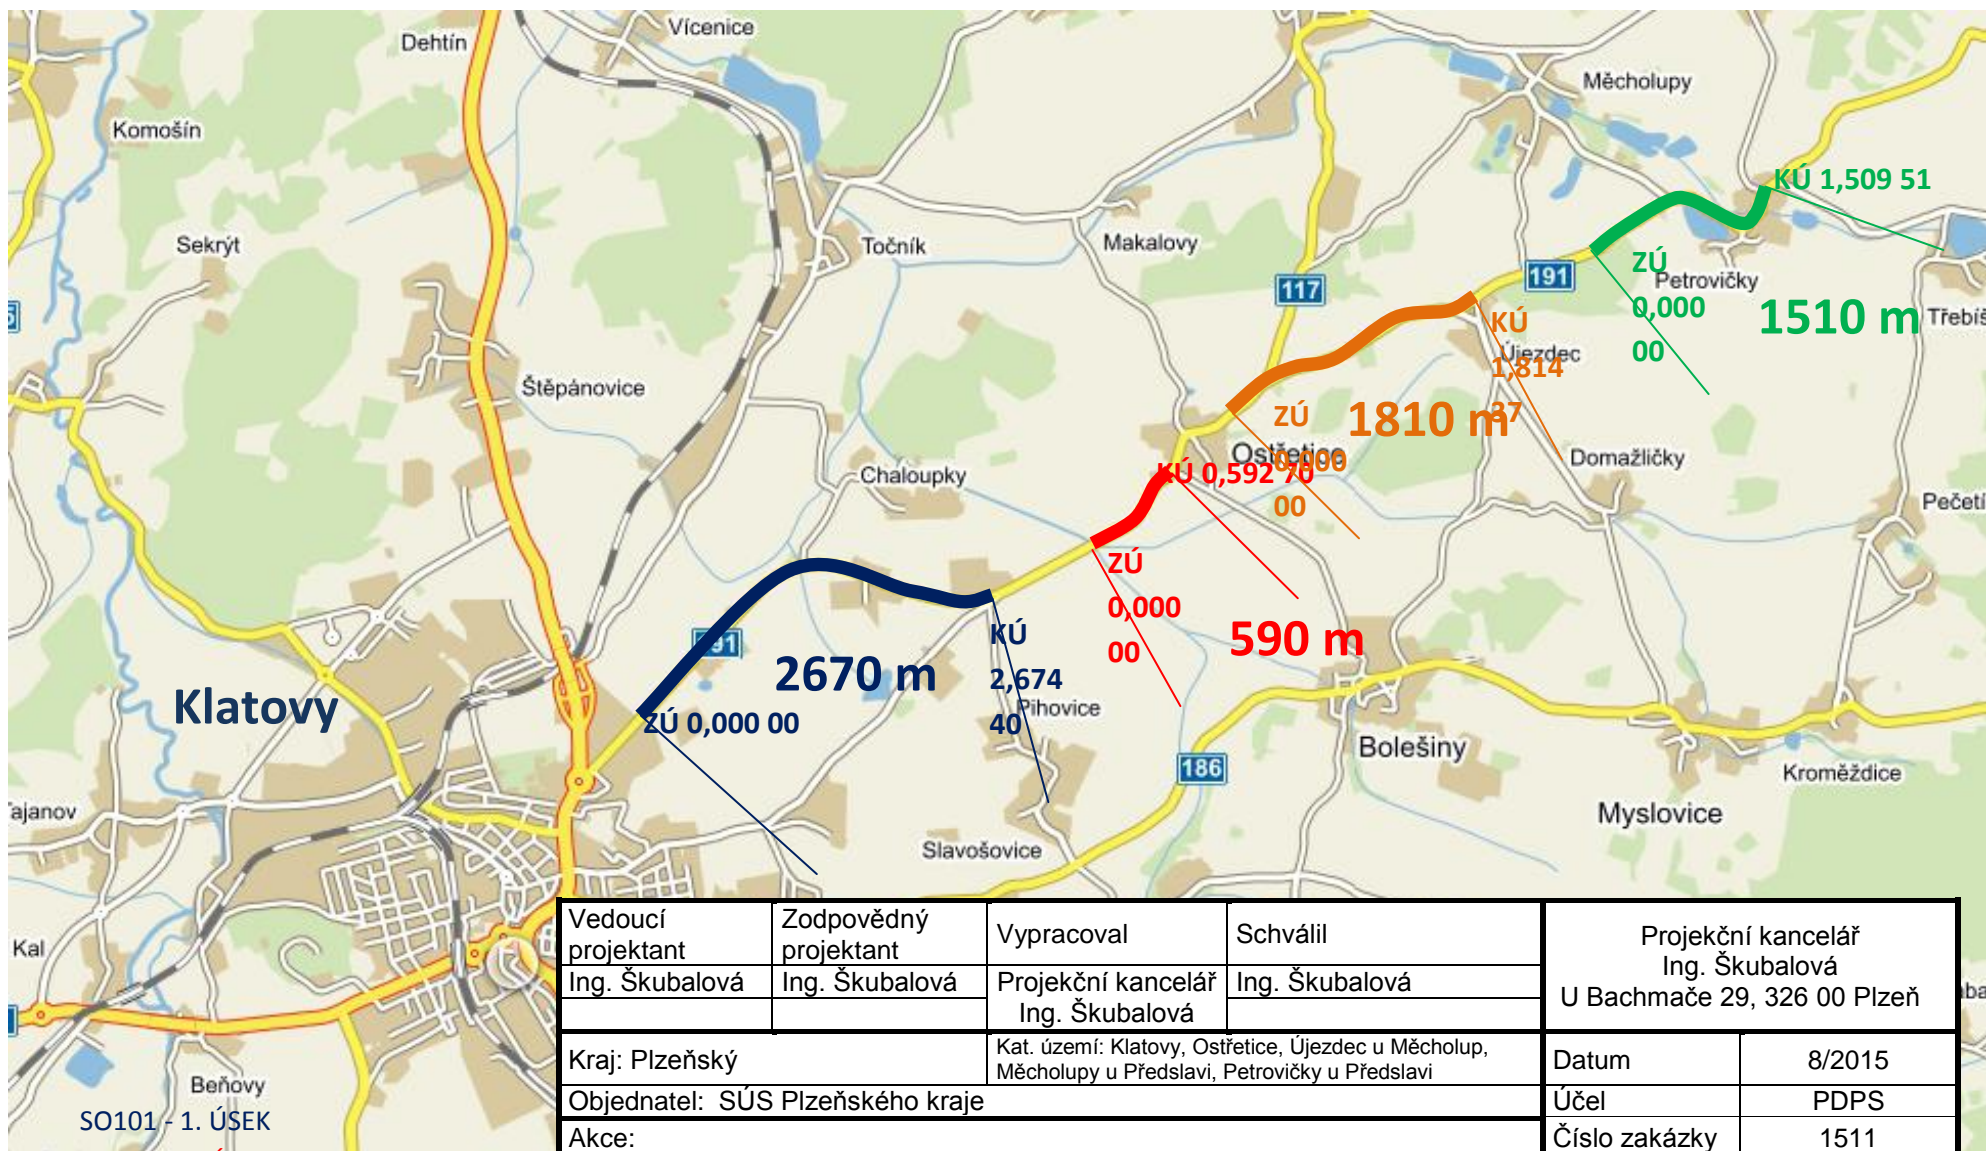 Vícenice
Dehtín
Měcholupy
Komošín
KÚ 1,509 51
Sekrýt
Točník
Makalovy
ZÚ
0,000
00
Petrovičky
191
117
1510 m
KÚ
1,814
37
Újezdec
Štěpánovice
ZÚ
0,000
00
1810 m
Ostřetice
Domažličky
Chaloupky
KÚ 0,592 70
ZÚ
0,000
00
590 m
191
2670 m
KÚ
2,674
40
Klatovy
ZÚ 0,000 00
Pihovice
Bolešiny
186
Kroměždice
Myslovice
Slavošovice
Kal
Beňovy
SO101 - 1. ÚSEK
Vedoucí
projektant
Zodpovědný
projektant
Vypracoval
Schválil
Projekční kancelář
Ing. Škubalová
U Bachmače 29, 326 00 Plzeň
Ing. Škubalová
Ing. Škubalová
Projekční kancelář
Ing. Škubalová
Ing. Škubalová
Kraj: Plzeňský
Kat. území: Klatovy, Ostřetice, Újezdec u Měcholup,
Měcholupy u Předslavi, Petrovičky u Předslavi
Datum
8/2015
Objednatel: SÚS Plzeňského kraje
Účel
PDPS
Akce:
Číslo zakázky
1511